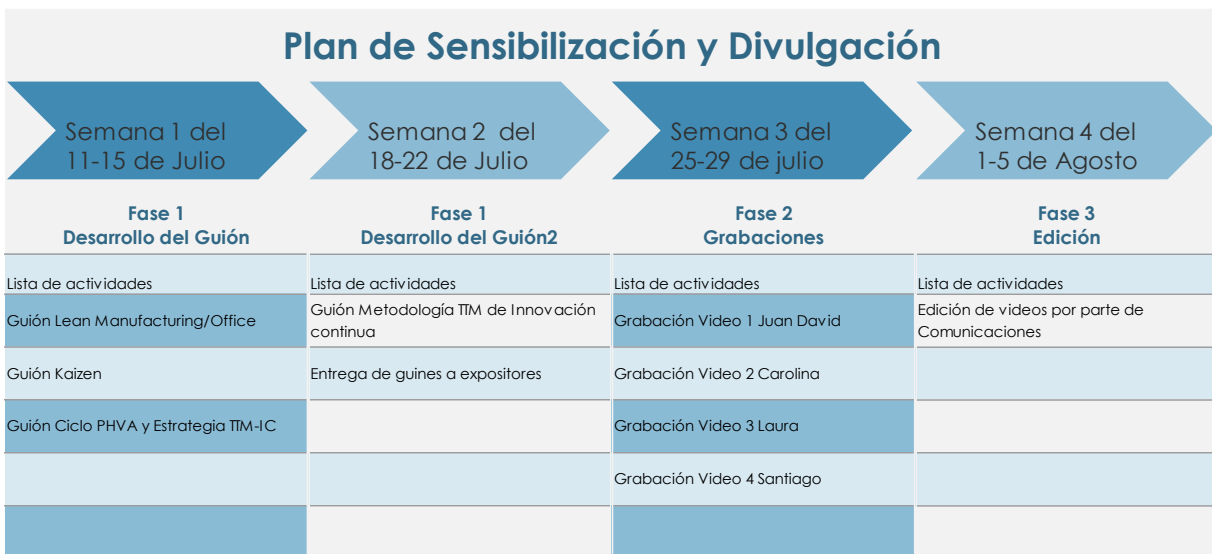 Plan de Sensibilización y Divulgación
Semana 1 del
11-15 de Julio
Semana 2 del
18-22 de Julio
Semana 3 del
25-29 de julio
Semana 4 del
1-5 de Agosto
Fase 1
Desarrollo del Guión
Fase 1
Desarrollo del Guión2
Fase 2
Grabaciones
Fase 3
Edición
Lista de actividades
Lista de actividades
Lista de actividades
Lista de actividades
Guión Lean Manufacturing/Office
Guión Metodología TTM de Innovación
continua
Grabación Video 1 Juan David
Edición de videos por parte de
Comunicaciones
Guión Kaizen
Entrega de guines a expositores
Grabación Video 2 Carolina
Guión Ciclo PHVA y Estrategia TTM-IC
Grabación Video 3 Laura
Grabación Video 4 Santiago